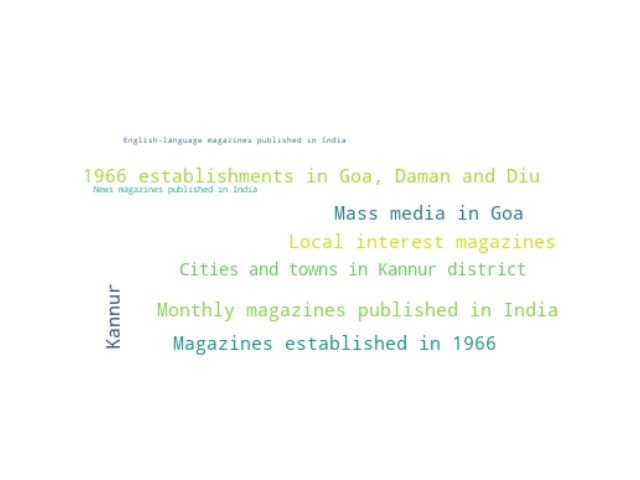 English-language magazines published in India
1966 establishments in Goa, Daman and Diu
News magazines published in India
Mass media in Goa
Local interest magazines
Cities and towns in Kannur district
Kannur
Monthly magazines published in India
Magazines established in 1966